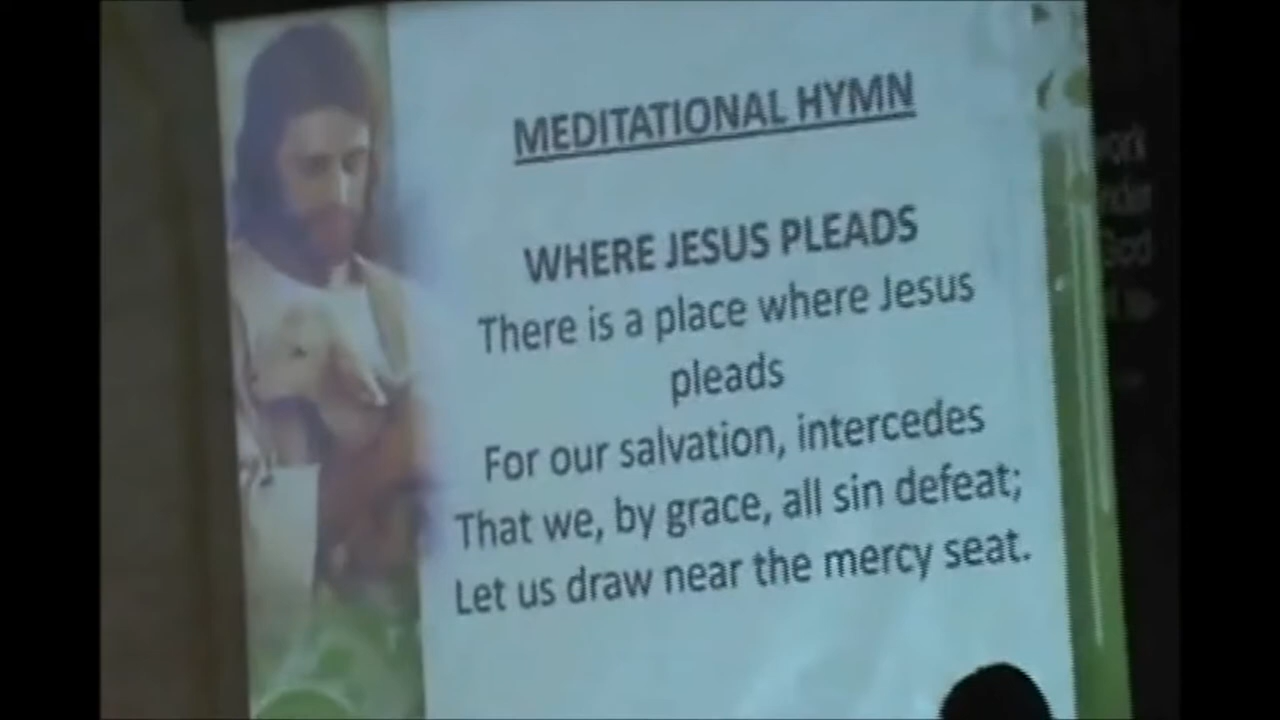 MEDITATIONAL HYMN
WHERE JESUS PLEADS
There is a place where Jesus
pleads
For our salvation, intercedes
That we, by grace, all sin defeat;
Let us draw near the mercy seat.